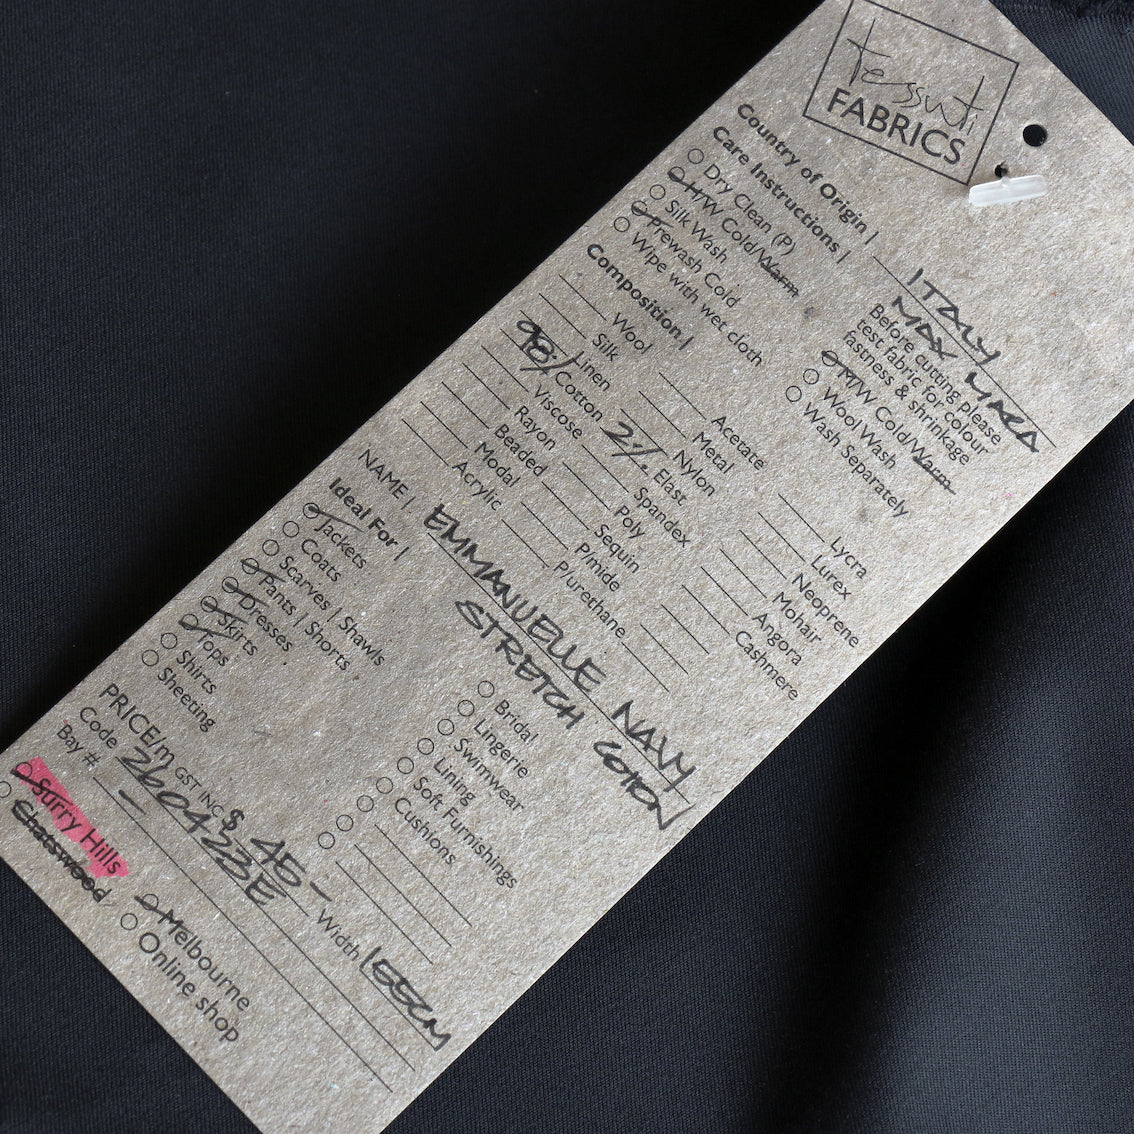 tessuti
FABRICS
Country of Origin | ITALY
Care Instructions | MAX MARA
Dry Clean (P)
H/W Cold/Warm
Silk Wash
Prewash Cold
Wipe with wet cloth
Before cutting please
test fabric for colour
fastness & shrinkage
M/W Cold/Warm
Wool Wash
Wash Separately
Composition |
Wool Acetate Lycra
Silk Metal Lurex
Linen Nylon Neoprene
98% Cotton 2% Elast Mohair
Viscose Spandex Angora
Rayon Poly Cashmere
Beaded Sequin
Modal P/mide
Acrylic P/urethane
NAME | EMMANUELLE NAVY
STRETCH COTTON
Ideal For |
Jackets Bridal
Coats Lingerie
Scarves | Shawls Swimwear
Pants | Shorts Lining
Dresses Soft Furnishings
Skirts Cushions
Tops
Shirts
Sheeting
PRICE/m GST INC $ 45- Width 155cm
Code 260422E
Bay # -
Surry Hills Melbourne
Chatswood Online shop